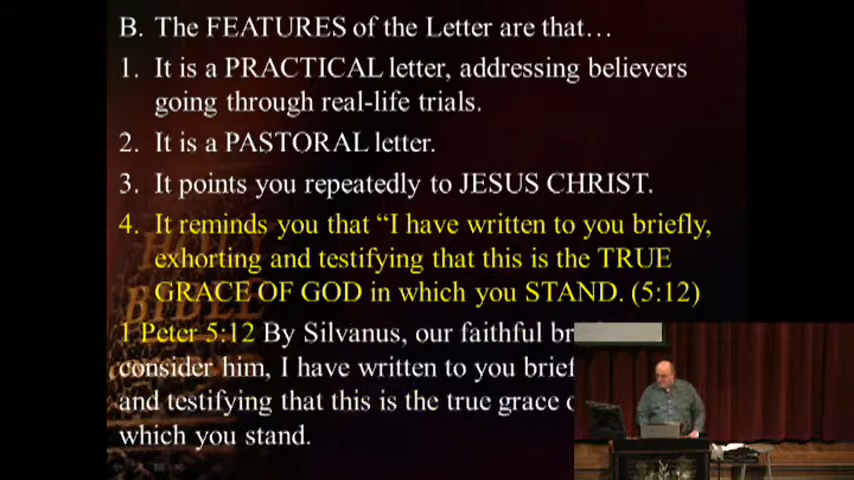 B. The FEATURES of the Letter are that…
1. It is a PRACTICAL letter, addressing believers
going through real-life trials.
2. It is a PASTORAL letter.
3. It points you repeatedly to JESUS CHRIST.
4. It reminds you that “I have written to you briefly,
exhorting and testifying that this is the TRUE
GRACE OF GOD in which you STAND. (5:12)
1 Peter 5:12 By Silvanus, our faithful
consider him, I have written to you
and testifying that this is the true grace
which you stand.
HOLY
BIBLE